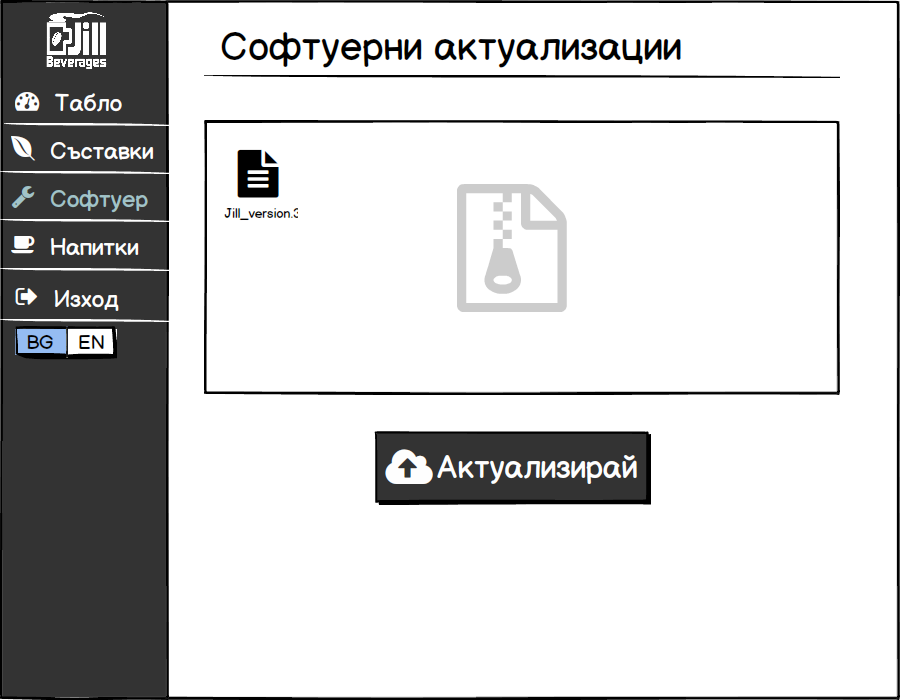 Jill
Beverages
Табло
Съставки
Софтуер
Напитки
Изход
BG EN
Софтуерни актуализации
Jill_version.3
Актуализирай